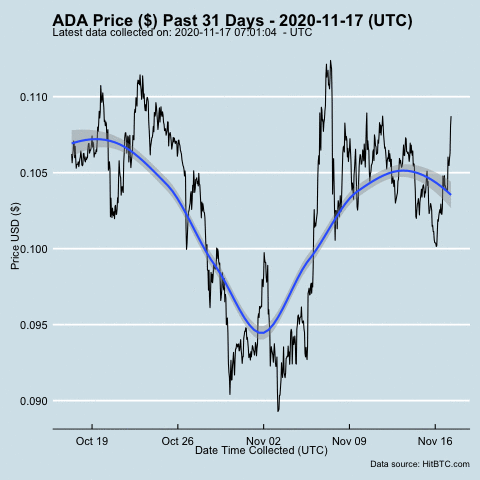 ADA Price ($) Past 31 Days - 2020-11-17 (UTC)
Latest data collected on: 2020-11-17 07:01:04 - UTC
Price USD ($)
0.110
0.105
0.100
0.095
0.090
Oct 19 Oct 26 Nov 02 Nov 09 Nov 16
Date Time Collected (UTC)
Data source: HitBTC.com